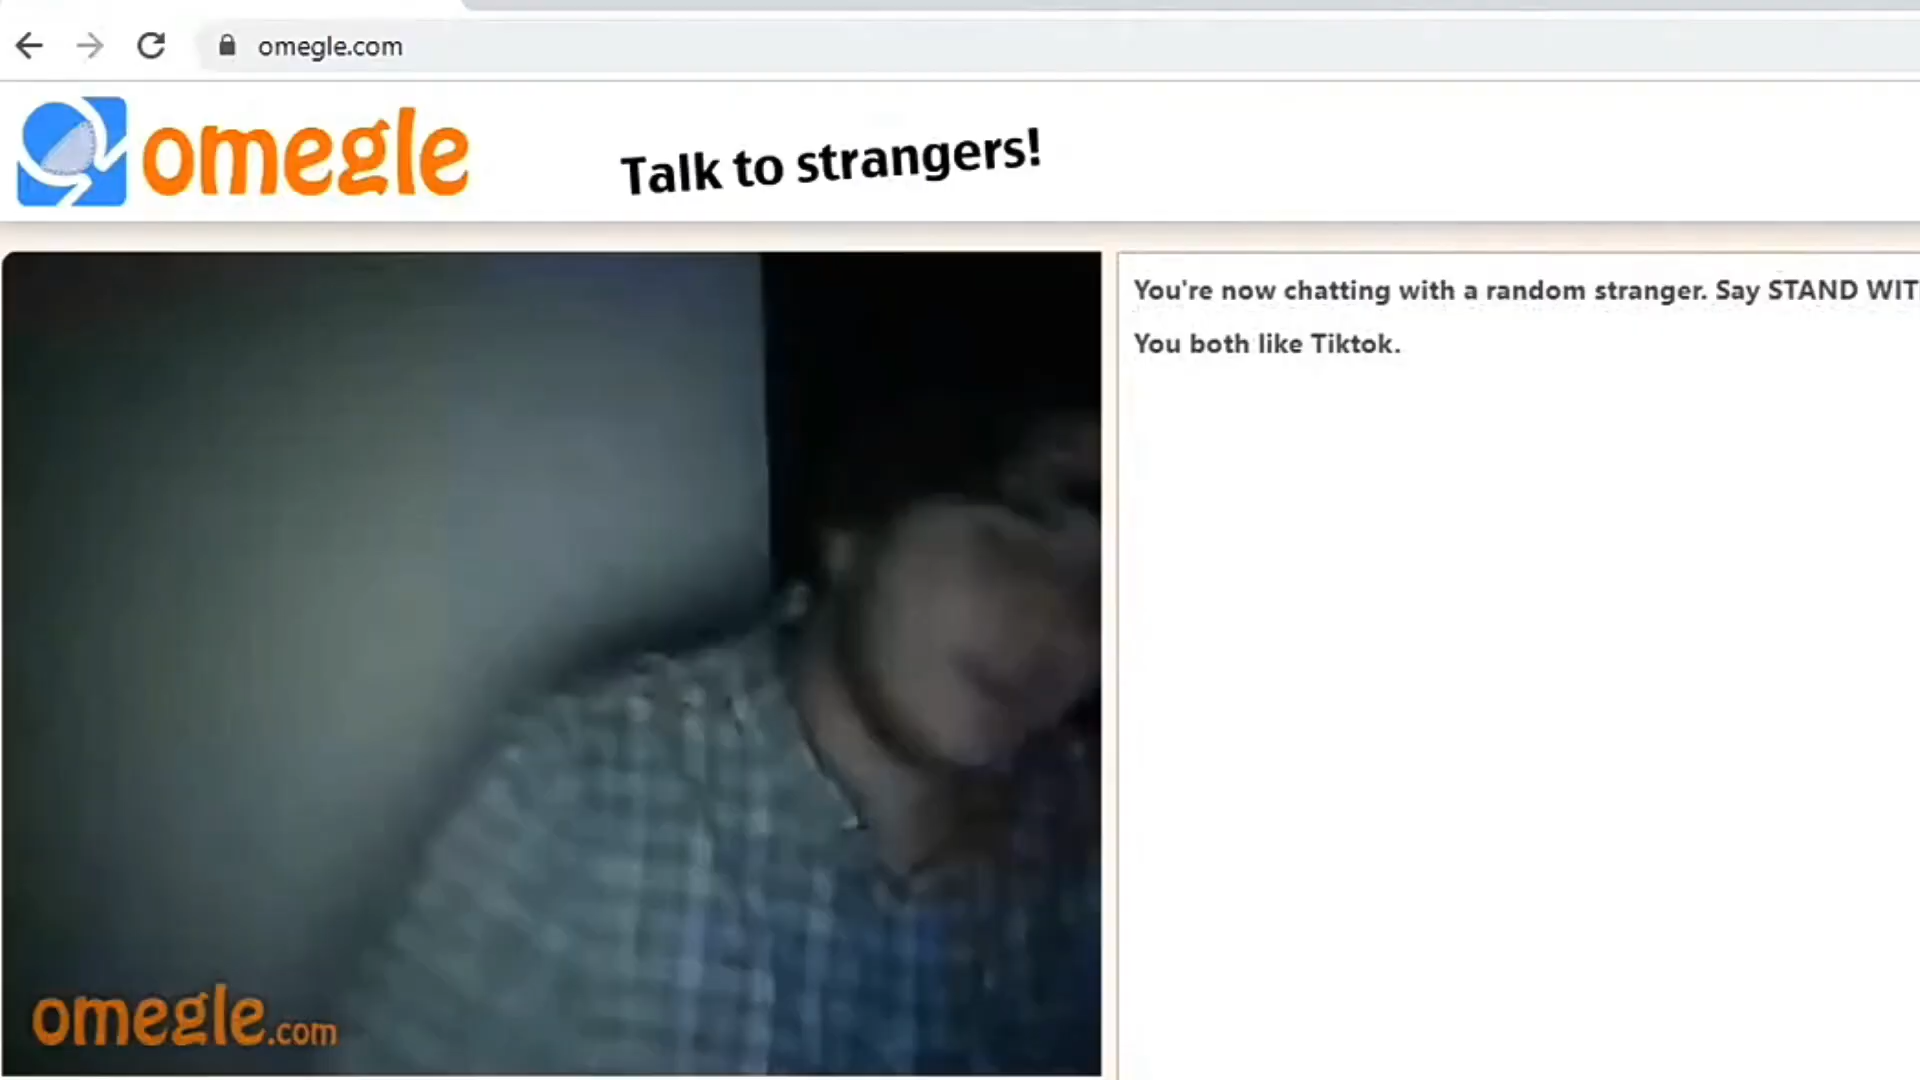 omegle.com
omegle
Talk to strangers!
You're now chatting with a random stranger. Say STAND WIT
You both like Tiktok.
omegle.com